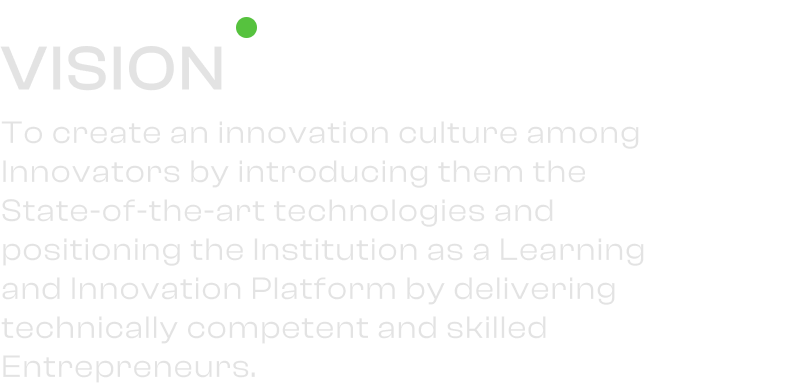 VISION
To create an innovation culture among
Innovators by introducing them the
State-of-the-art technologies and
positioning the Institution as a Learning
and Innovation Platform by delivering
technically competent and skilled
Entrepreneurs.